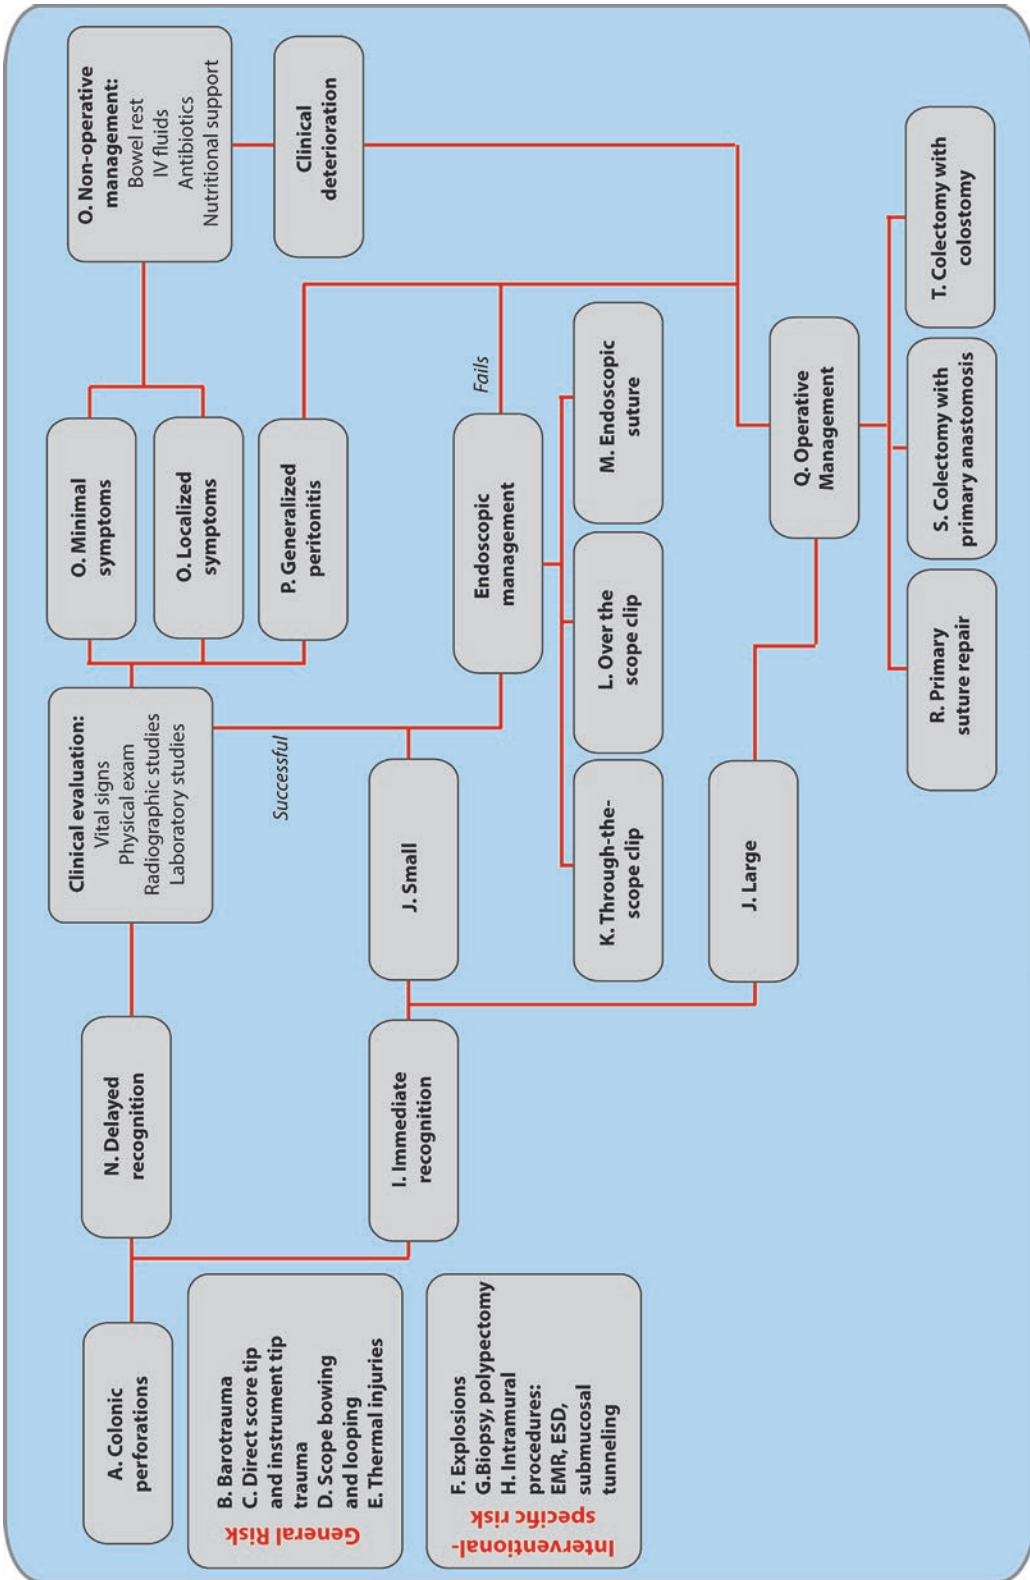 A. Colonic
perforations
General Risk
B. Barotrauma
C. Direct score tip
and instrument tip
trauma
D. Scope bowing
and looping
E. Thermal injuries
Interventional-
specific risk
F. Explosions
G.Biopsy, polypectomy
H. Intramural
procedures:
EMR, ESD,
submucosal
tunneling
N. Delayed
recognition
I. Immediate
recognition
Clinical evaluation:
Vital signs
Physical exam
Radiographic studies
Laboratory studies
Successful
J. Small
J. Large
O. Minimal
symptoms
O. Localized
symptoms
P. Generalized
peritonitis
Endoscopic
management
Fails
K. Through-the-
scope clip
L. Over the
scope clip
M. Endoscopic
suture
O. Non-operative
management:
Bowel rest
IV fluids
Antibiotics
Nutritional support
Clinical
deterioration
Q. Operative
Management
R. Primary
suture repair
S. Colectomy with
primary anastomosis
T. Colectomy with
colostomy